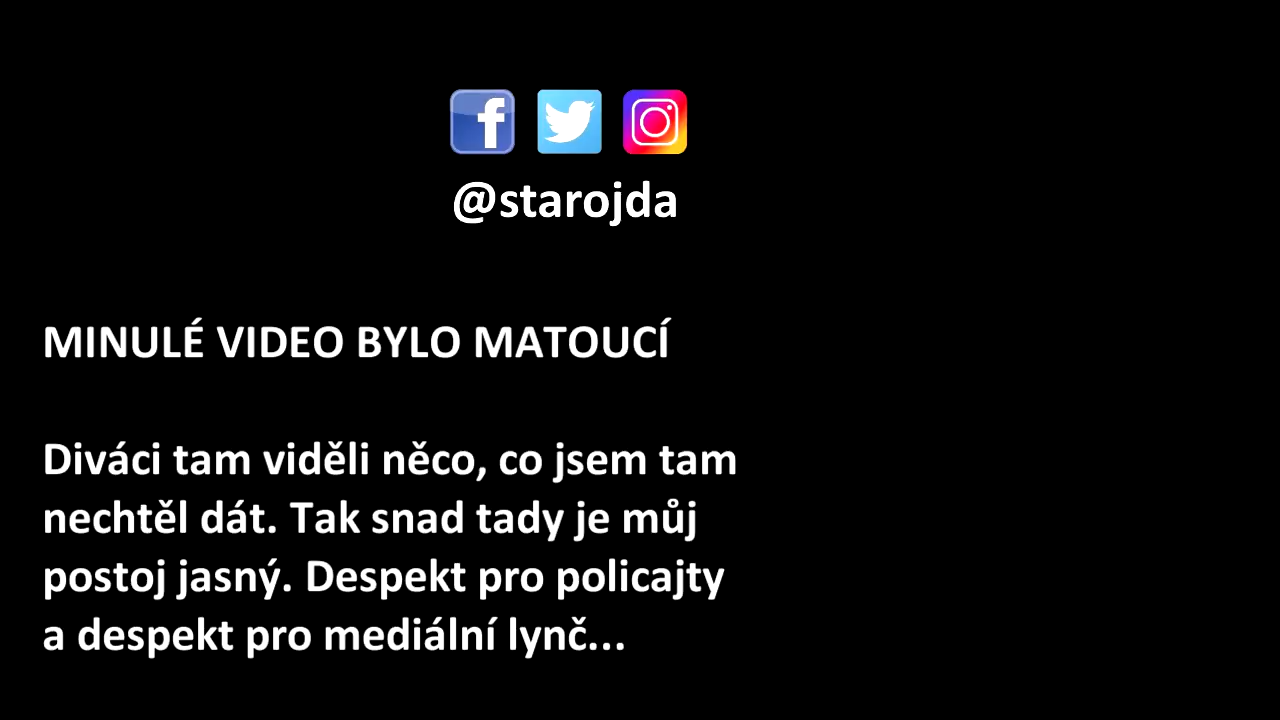 @starojda
MINULÉ VIDEO BYLO MATOUCÍ
Diváci tam viděli něco, co jsem tam
nechtěl dát. Tak snad tady je můj
postoj jasný. Despekt pro policajty
a despekt pro mediální lynč...